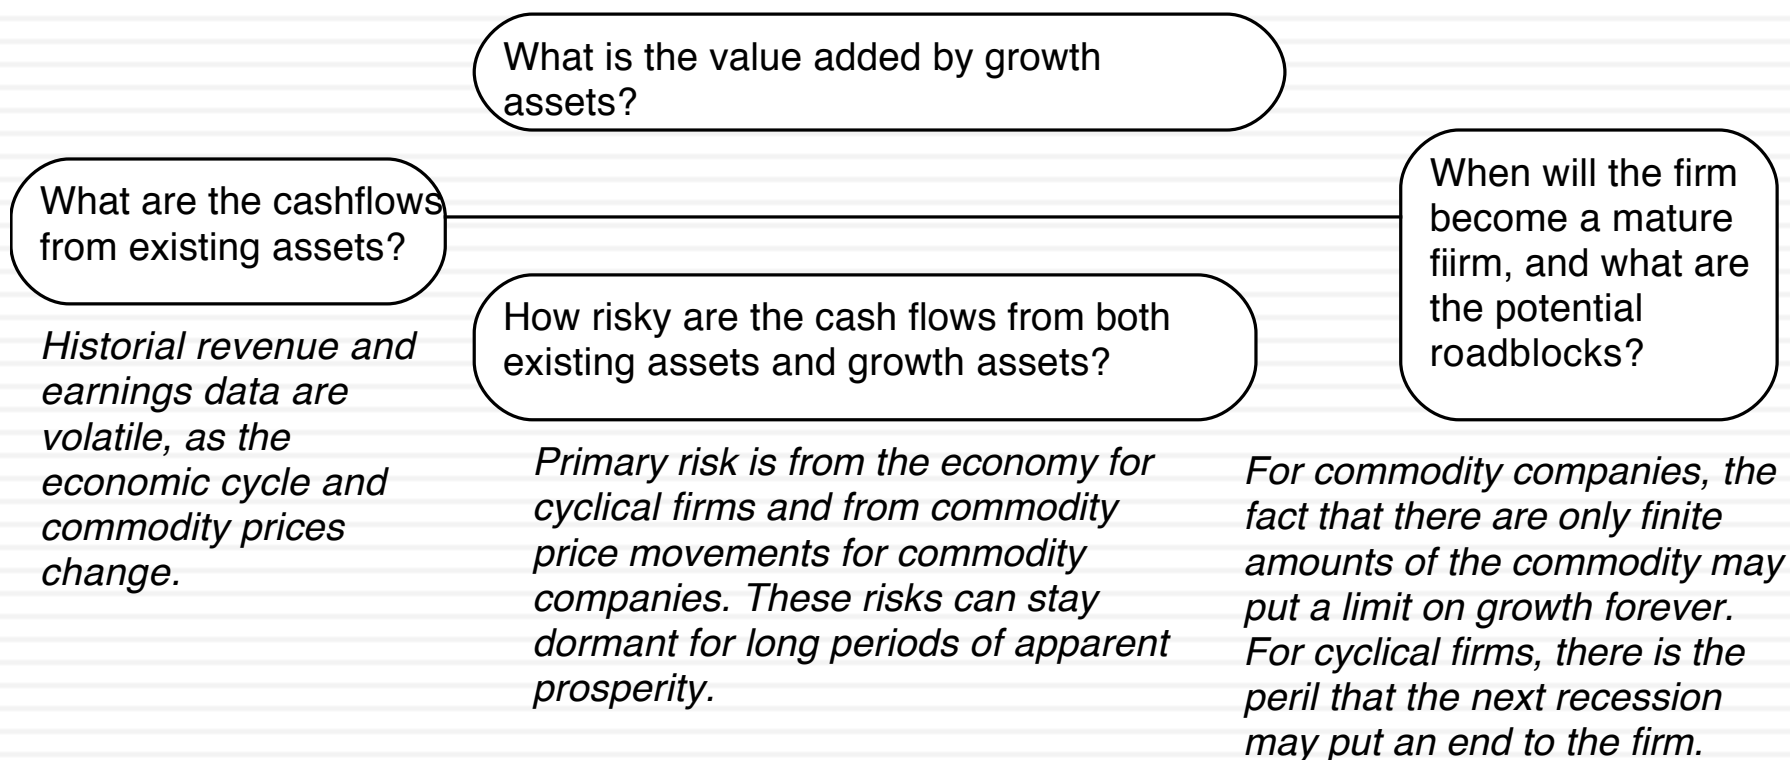 What is the value added by growth
assets?
What are the cashflows
from existing assets?
Historial revenue and
earnings data are
volatile, as the
economic cycle and
commodity prices
change.
How risky are the cash flows from both
existing assets and growth assets?
Primary risk is from the economy for
cyclical firms and from commodity
price movements for commodity
companies. These risks can stay
dormant for long periods of apparent
prosperity.
When will the firm
become a mature
fiirm, and what are
the potential
roadblocks?
For commodity companies, the
fact that there are only finite
amounts of the commodity may
put a limit on growth forever.
For cyclical firms, there is the
peril that the next recession
may put an end to the firm.